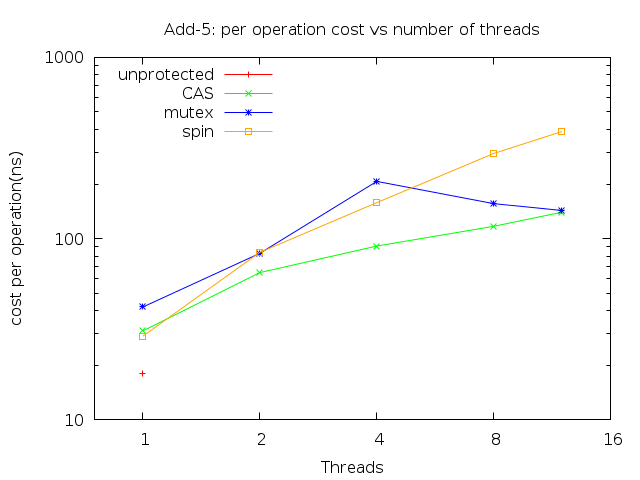 Add-5: per operation cost vs number of threads
1000
unprotected
CAS
mutex
spin
cost per operation(ns)
100
10
1 2 4 8 16
Threads